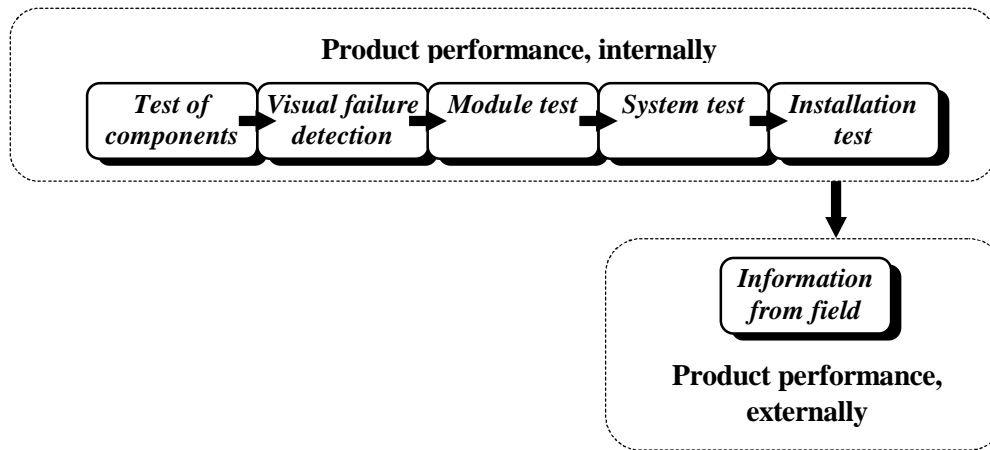 Product performance, internally
Test of
components
Visual failure
detection
Module test
System test
Installation
test
Information
from field
Product performance,
externally